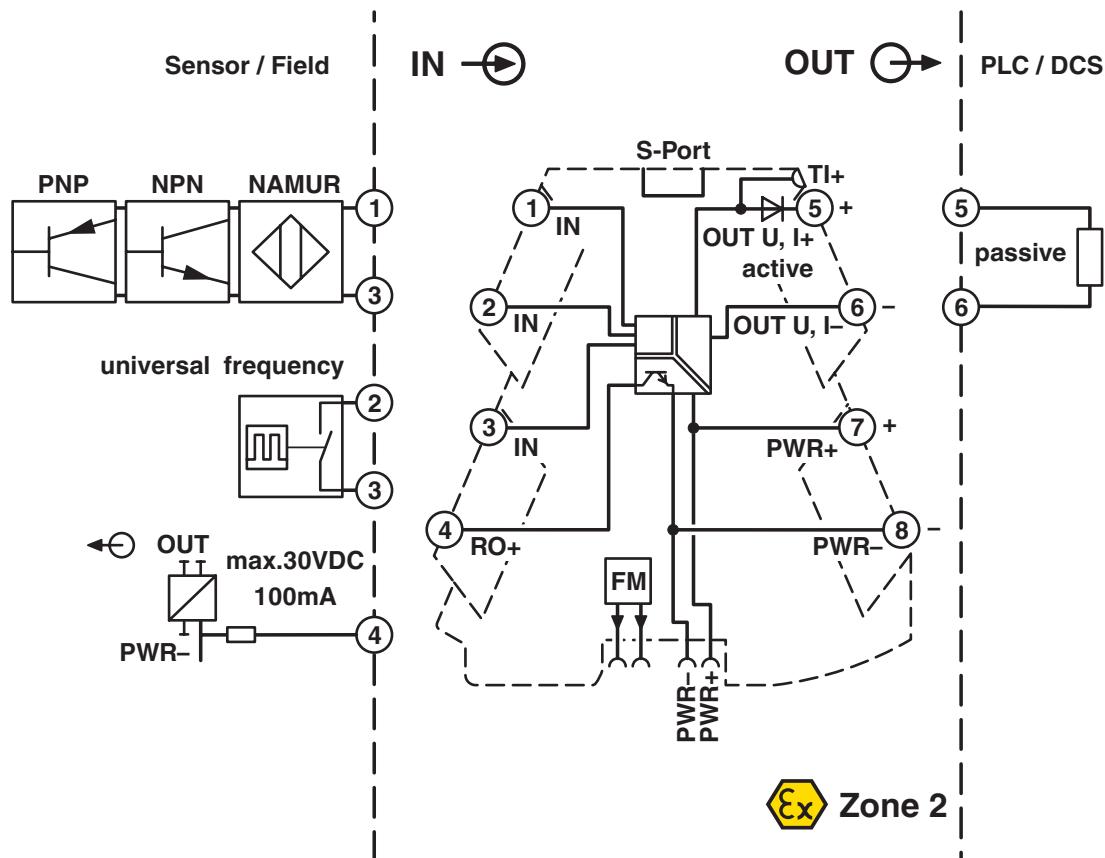 Sensor / Field
IN
OUT
PLC / DCS
PNP
NPN
NAMUR
1
3
universal frequency
2
3
OUT
max.30VDC
100mA
PWR–
4
S-Port
TI+
1
IN
5
+
OUT U, I+
active
2
IN
6
–
OUT U, I–
3
IN
7
+
PWR+
4
RO+
8
–
PWR–
FM
PWR–
PWR+
5
passive
6
Ex
Zone 2